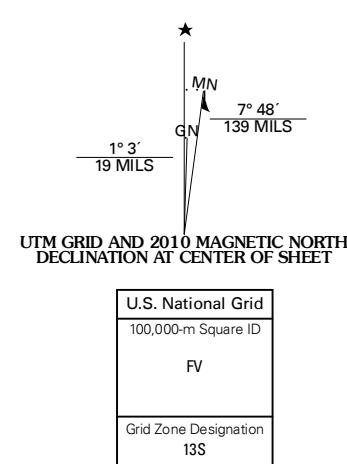 MN
7° 48´
139 MILS
GN
1° 3´
19 MILS
UTM GRID AND 2010 MAGNETIC NORTH
DECLINATION AT CENTER OF SHEET
U.S. National Grid
100,000-m Square ID
FV
Grid Zone Designation
13S